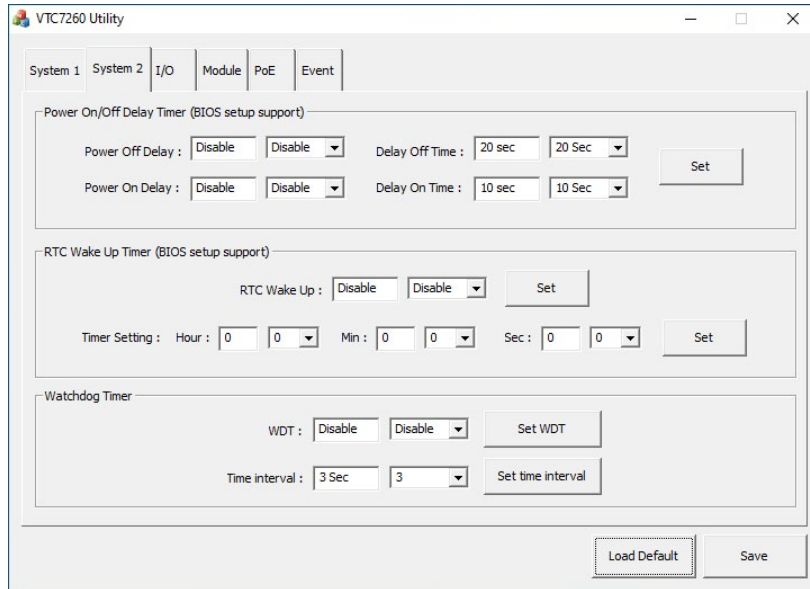 VTC7260 Utility
System 1 System 2 I/O Module PoE Event
Power On/Off Delay Timer (BIOS setup support)
Power Off Delay : Disable Disable Delay Off Time : 20 sec 20 Sec
Set
Power On Delay : Disable Disable Delay On Time : 10 sec 10 Sec
RTC Wake Up Timer (BIOS setup support)
RTC Wake Up : Disable Disable Set
Timer Setting : Hour : 0 0 Min : 0 0 Sec : 0 0 Set
Watchdog Timer
WDT : Disable Disable Set WDT
Time interval : 3 Sec 3 Set time interval
Load Default Save